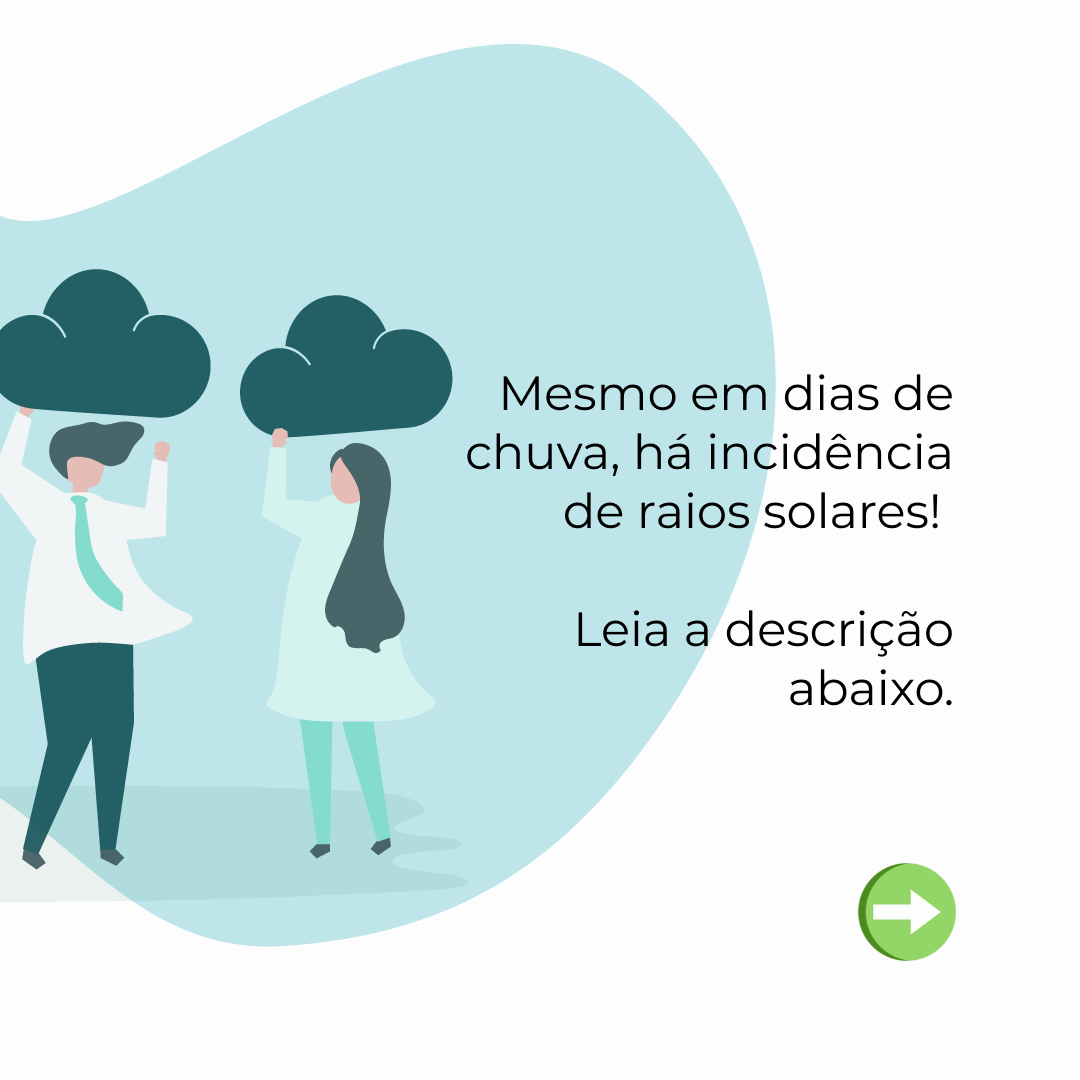 Mesmo em dias de
chuva, há incidência
de raios solares!
Leia a descrição
abaixo.